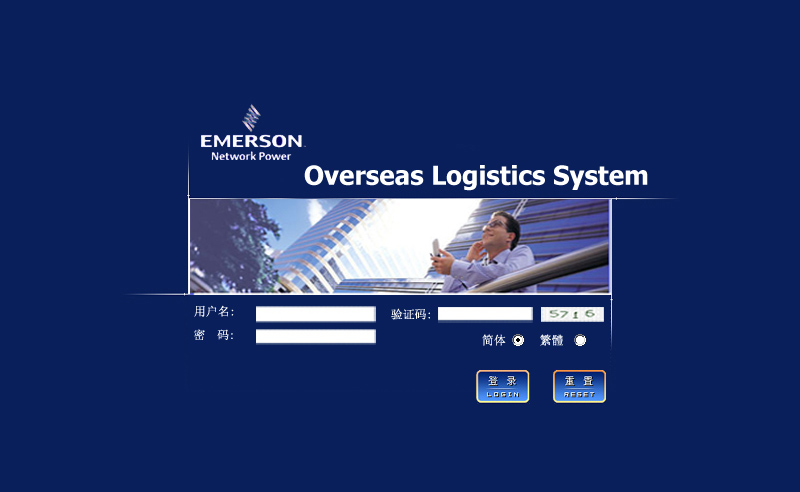 EMERSON
Network Power
Overseas Logistics System
用户名:
验证码:
5716
密 码:
简体
繁體
登 录
LOGIN
重 置
RESET